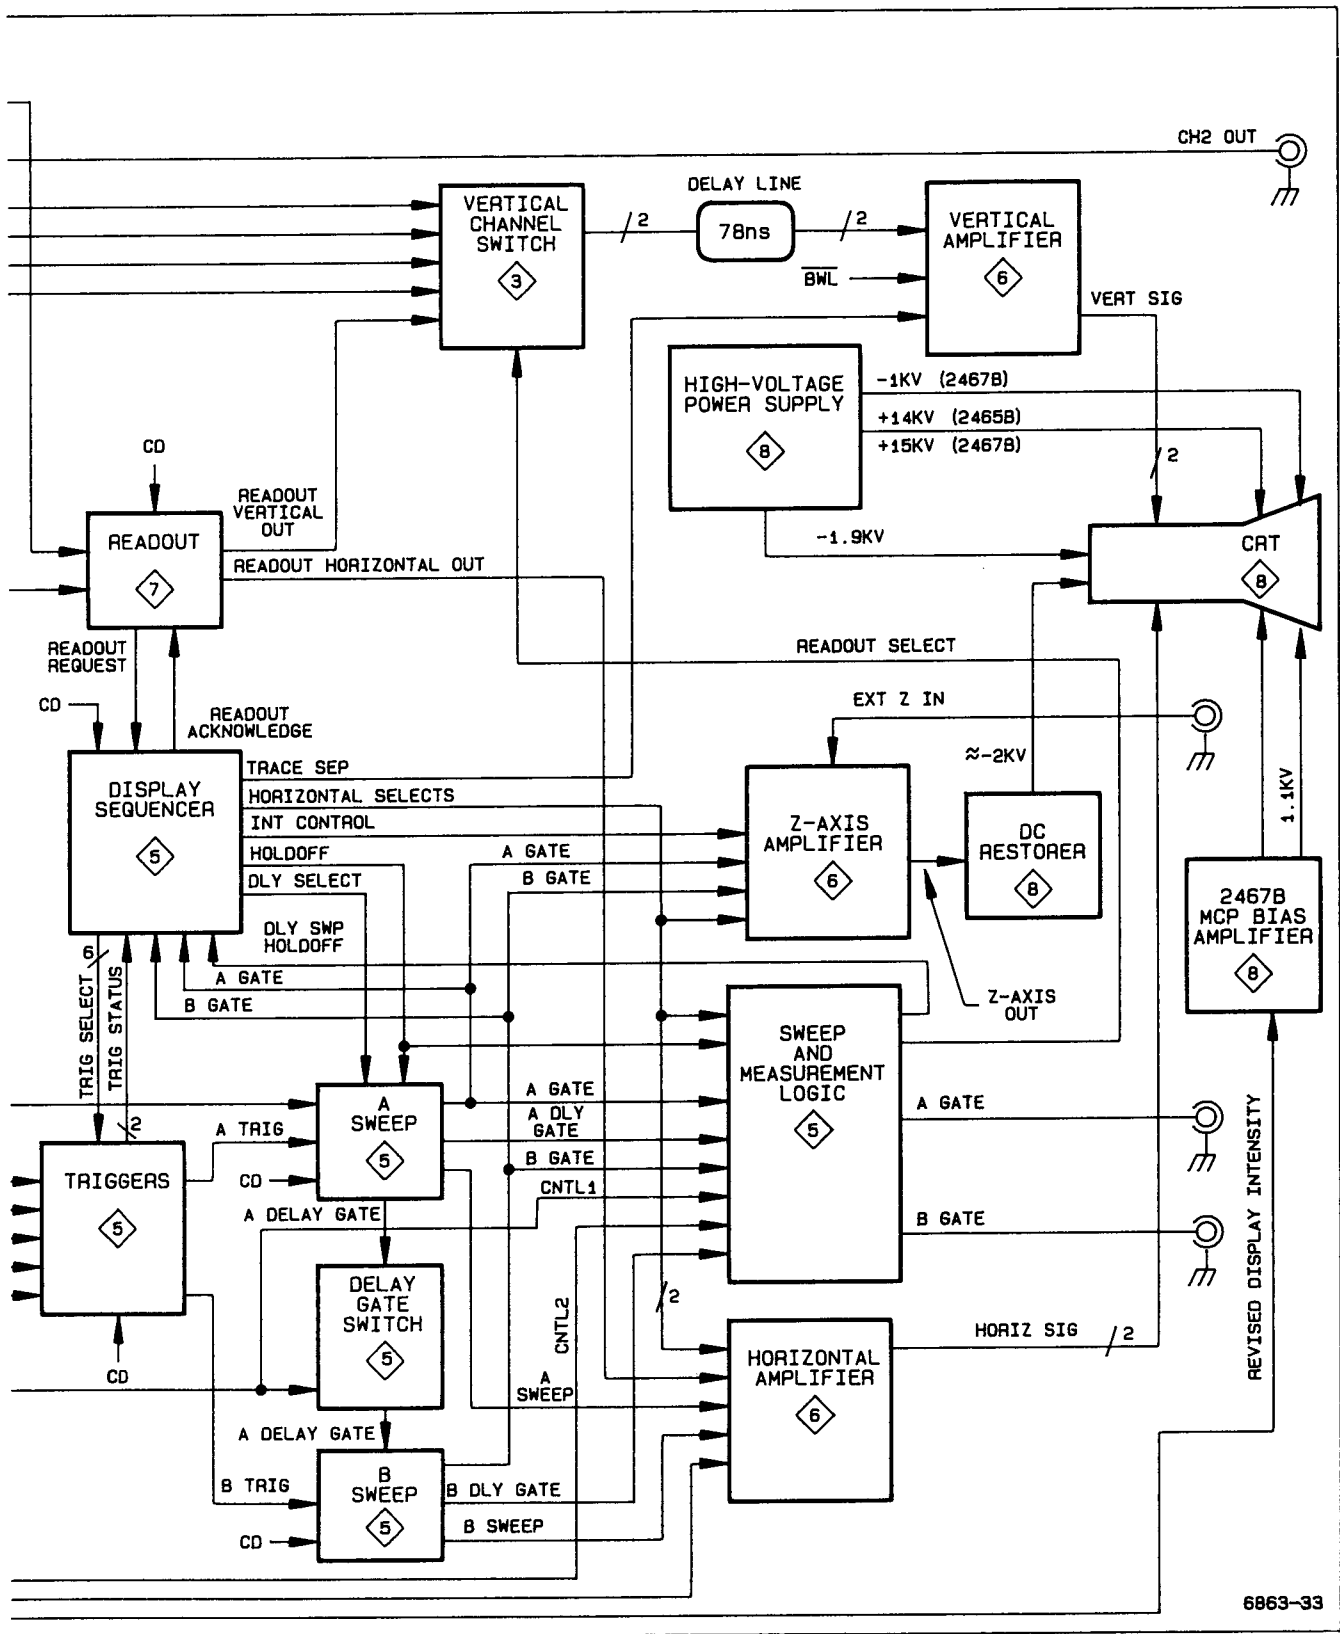 CH2 OUT
DELAY LINE
VERTICAL
CHANNEL
SWITCH
3
2
78ns
2
VERTICAL
AMPLIFIER
6
BWL
VERT SIG
HIGH-VOLTAGE
POWER SUPPLY
8
-1KV (2467B)
+14KV (2465B)
+15KV (2467B)
2
-1.9KV
CRT
8
CD
READOUT
VERTICAL
OUT
READOUT
7
READOUT HORIZONTAL OUT
READOUT
REQUEST
READOUT SELECT
CD
READOUT
ACKNOWLEDGE
EXT Z IN
≈-2KV
1.1KV
DISPLAY
SEQUENCER
5
TRACE SEP
HORIZONTAL SELECTS
INT CONTROL
HOLDOFF
DLY SELECT
A GATE
B GATE
Z-AXIS
AMPLIFIER
6
DC
RESTORER
8
2467B
MCP BIAS
AMPLIFIER
8
DLY SWP
HOLDOFF
A GATE
B GATE
6
TRIG SELECT
TRIG STATUS
2
Z-AXIS
OUT
SWEEP
AND
MEASUREMENT
LOGIC
5
A
SWEEP
5
A GATE
A DLY
GATE
B GATE
CNTL1
A TRIG
CD
A GATE
B GATE
TRIGGERS
5
CD
A DELAY GATE
DELAY
GATE
SWITCH
5
CNTL2
2
REVISED DISPLAY INTENSITY
HORIZONTAL
AMPLIFIER
6
HORIZ SIG
2
A
SWEEP
A DELAY GATE
B
SWEEP
5
B TRIG
CD
B DLY GATE
B SWEEP
6863-33